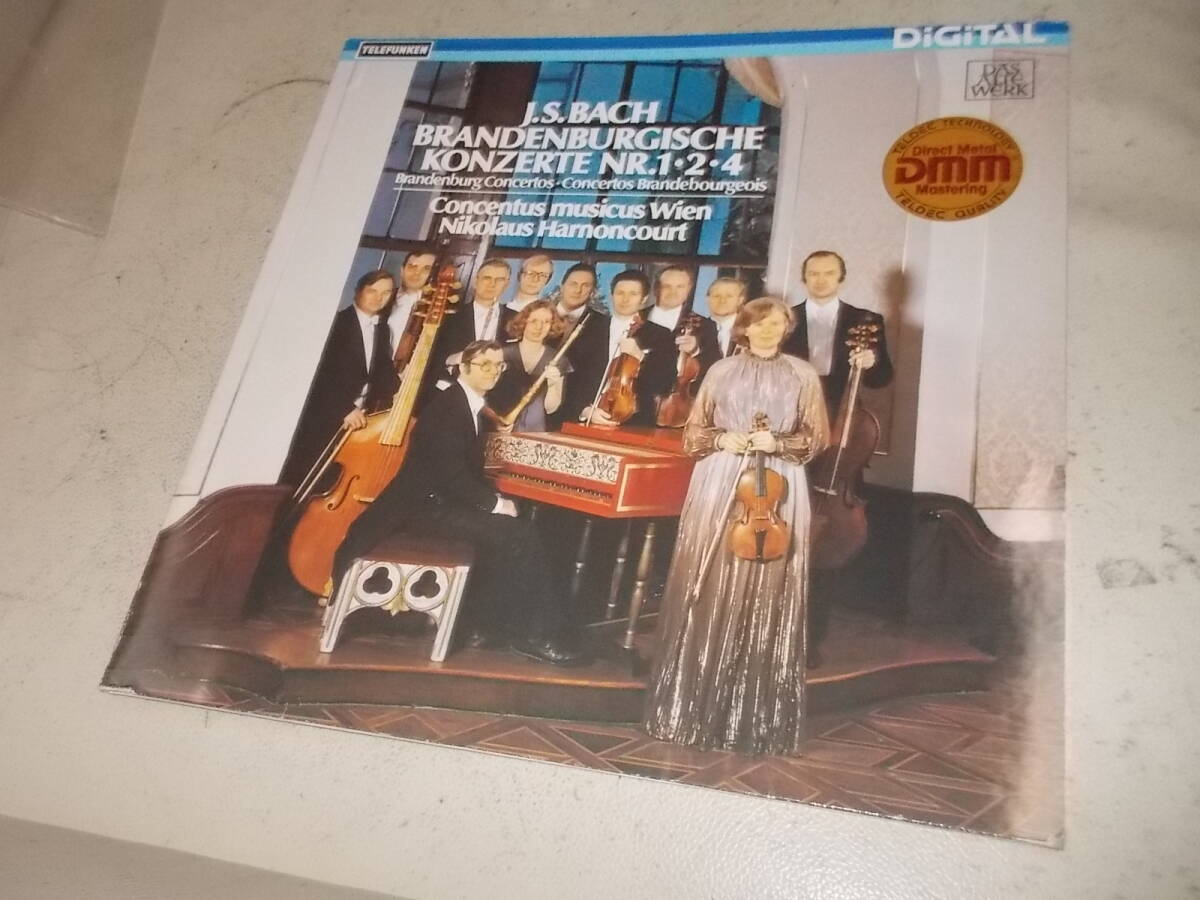 TELEFUNKEN
DIGITAL
DAS
ALTE
WERK
J.S. BACH
BRANDENBURGISCHE
KONZERTE NR. 1·2·4
Brandenburg Concertos · Concertos Brandebourgeois
Concentus musicus Wien
Nikolaus Harnoncourt
TELDEC TECHNOLOGY
Direct Metal
DMM
Mastering
TELDEC QUALITY